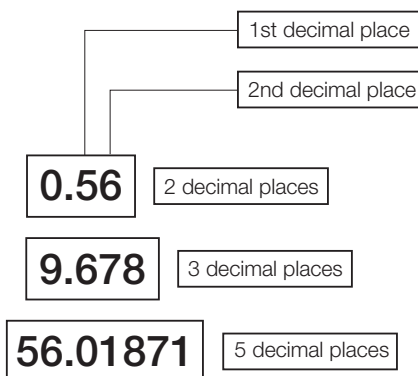 1st decimal place
2nd decimal place
0.56 2 decimal places
9.678 3 decimal places
56.01871 5 decimal places